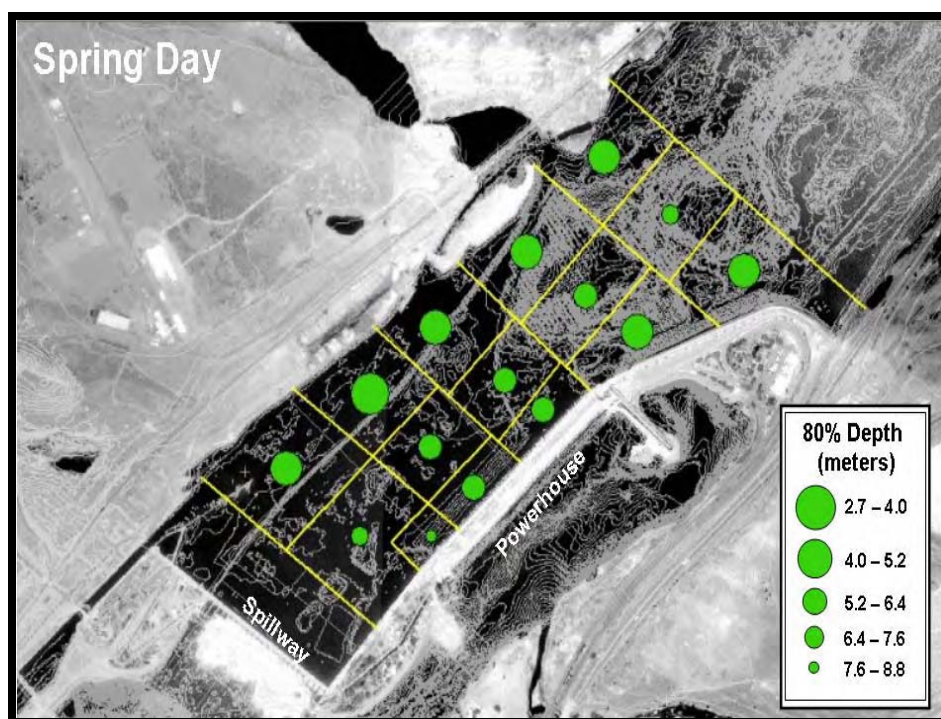 Spring Day
Powerhouse
Spillway
80% Depth
(meters)
2.7 – 4.0
4.0 – 5.2
5.2 – 6.4
6.4 – 7.6
7.6 – 8.8